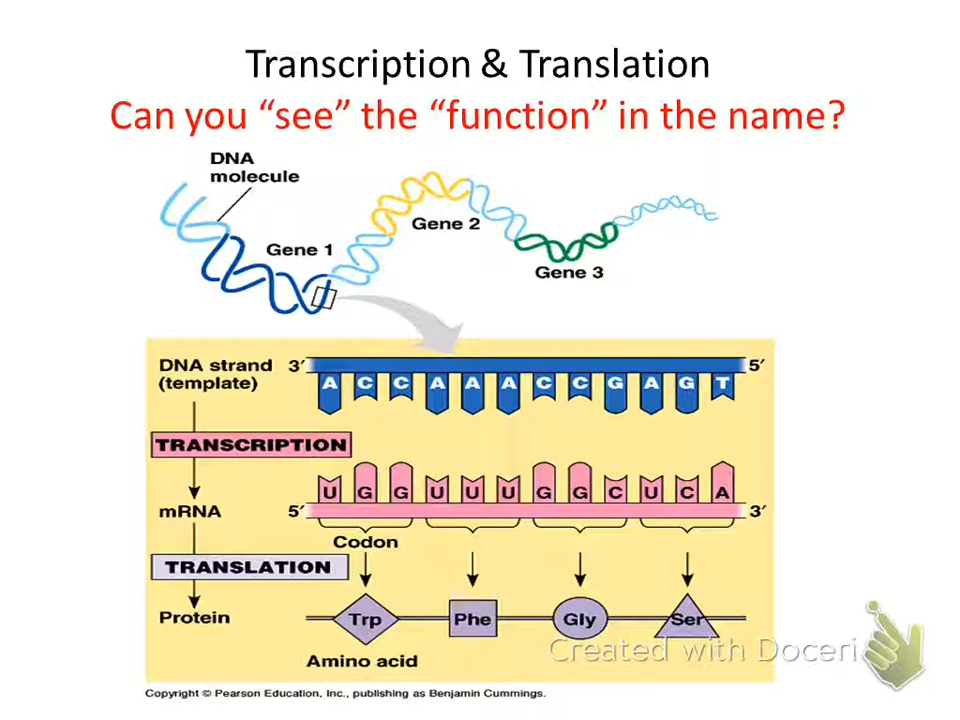 Transcription & Translation
Can you “see” the “function” in the name?
DNA
molecule
Gene 1
Gene 2
Gene 3
DNA strand
(template)
3′
A C C A A A C C G A G T
5′
TRANSCRIPTION
mRNA
5′
U G G U U U G G C U C A
3′
Codon
TRANSLATION
Protein
Trp
Phe
Gly
Ser
Amino acid
Created with Doceri
Copyright © Pearson Education, Inc., publishing as Benjamin Cummings.